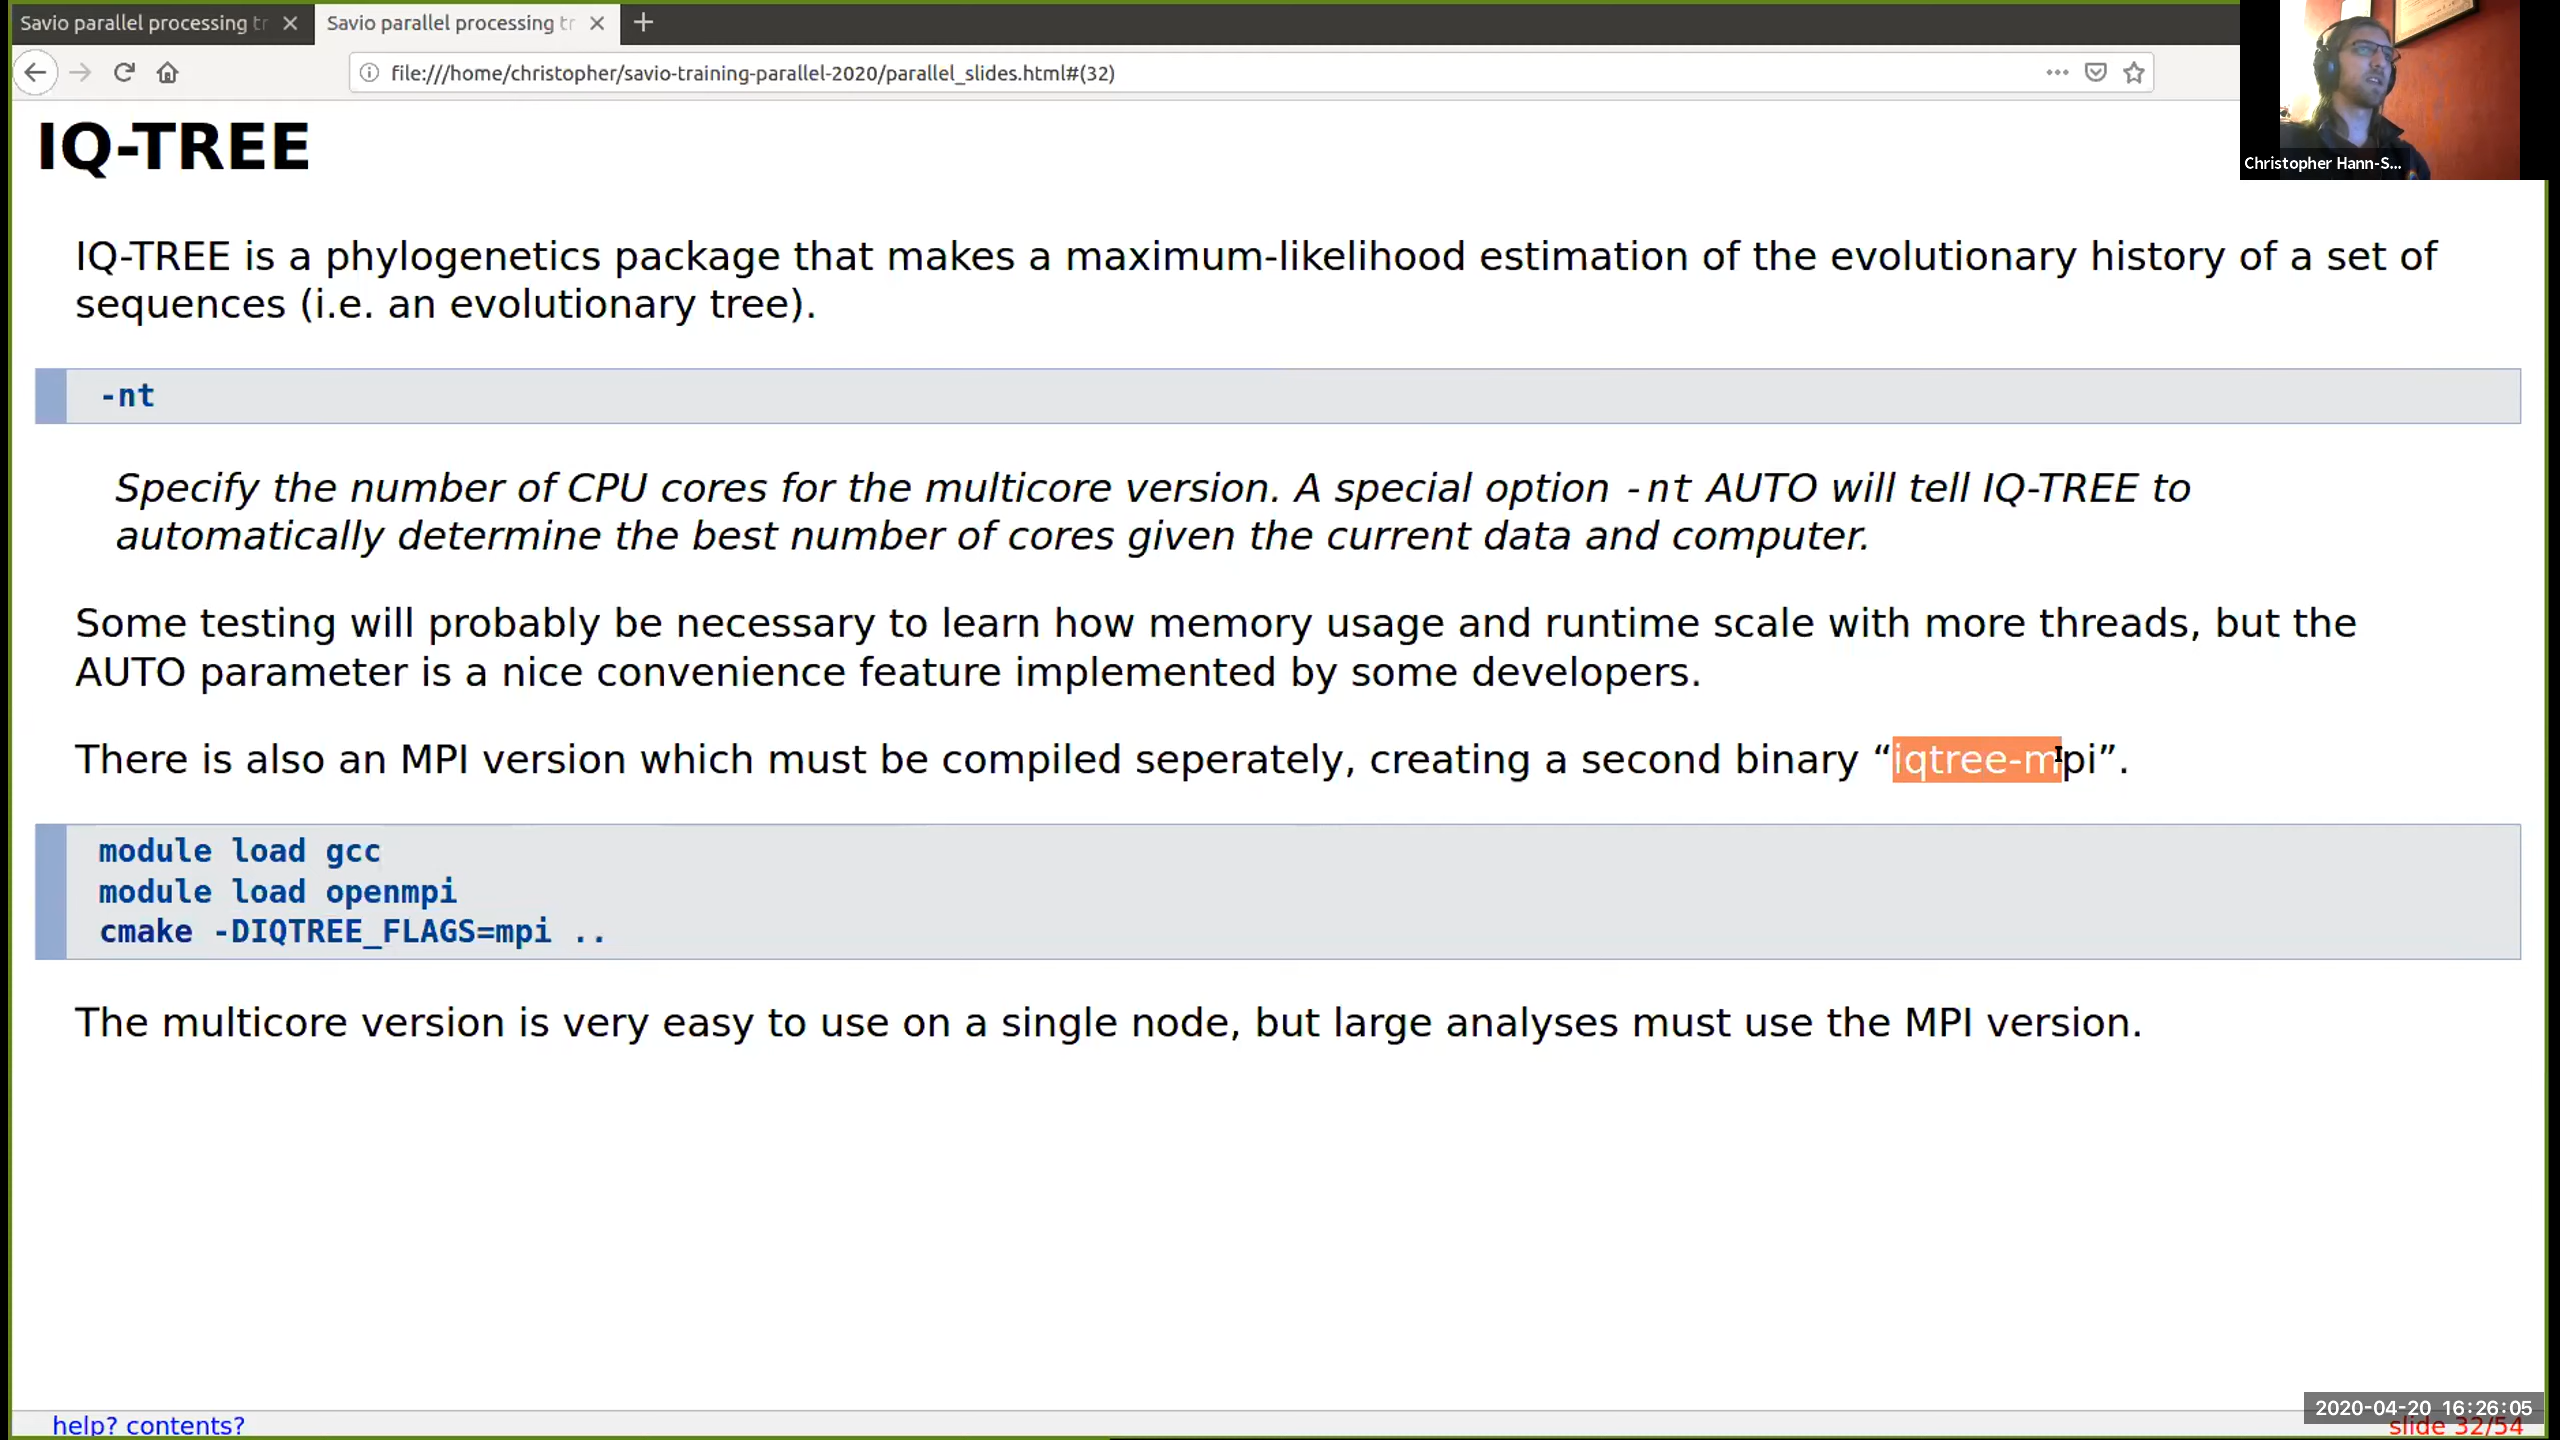 Savio parallel processing tr
Savio parallel processing tr
file:///home/christopher/savio-training-parallel-2020/parallel_slides.html#(32)
Christopher Hann-S...
IQ-TREE
IQ-TREE is a phylogenetics package that makes a maximum-likelihood estimation of the evolutionary history of a set of
sequences (i.e. an evolutionary tree).
-nt
Specify the number of CPU cores for the multicore version. A special option -nt AUTO will tell IQ-TREE to
automatically determine the best number of cores given the current data and computer.
Some testing will probably be necessary to learn how memory usage and runtime scale with more threads, but the
AUTO parameter is a nice convenience feature implemented by some developers.
There is also an MPI version which must be compiled seperately, creating a second binary “iqtree-mpi”.
module load gcc
module load openmpi
cmake -DIQTREE_FLAGS=mpi ..
The multicore version is very easy to use on a single node, but large analyses must use the MPI version.
help? contents?
2020-04-20 16:26:05
slide 32/54